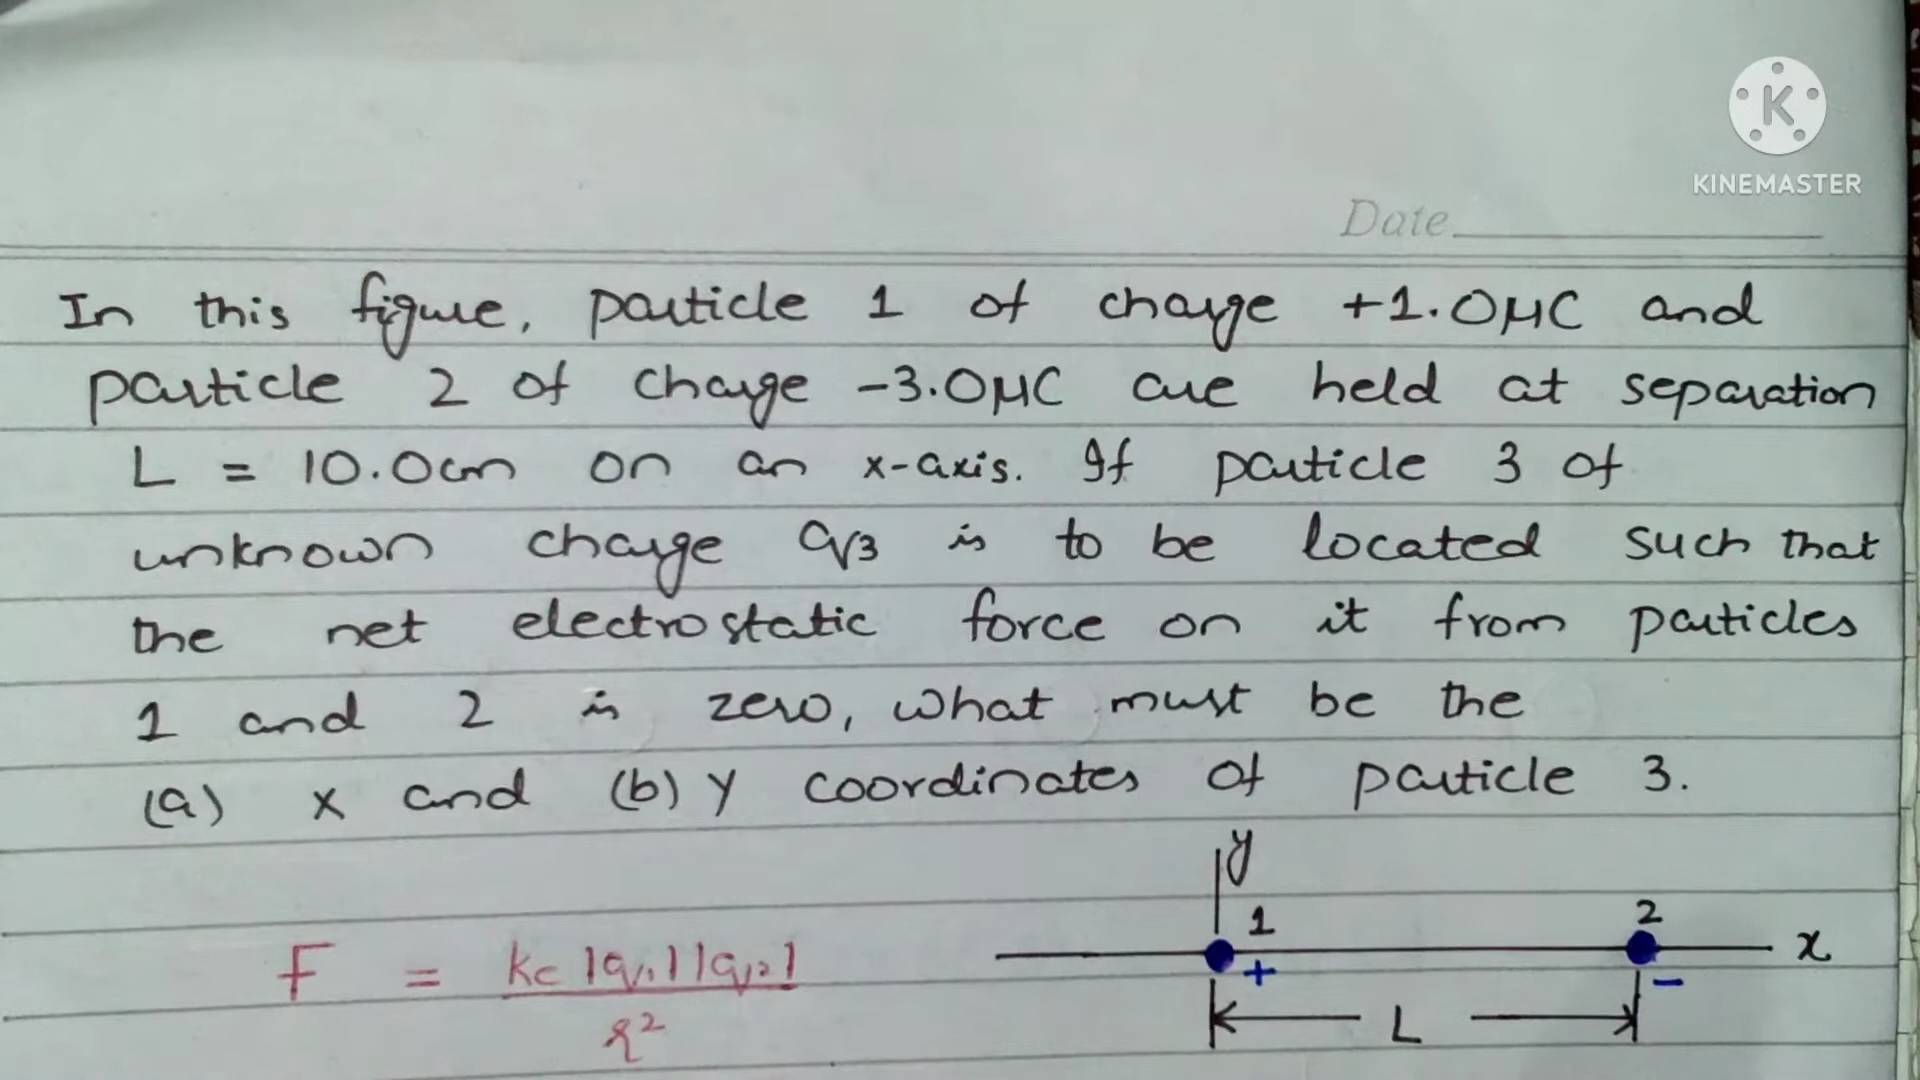 KINEMASTER
Date
In this figure, particle 1 of charge +1.0μC and
particle 2 of charge -3.0μC are held at separation
L = 10.0cm on an x-axis. If particle 3 of
unknown charge q3 is to be located such that
the net electrostatic force on it from particles
1 and 2 is zero, what must be the
(a) x and (b) y coordinates of particle 3.
y
1 2
x
+ -
L
F = ke |q1| |q2|
r2